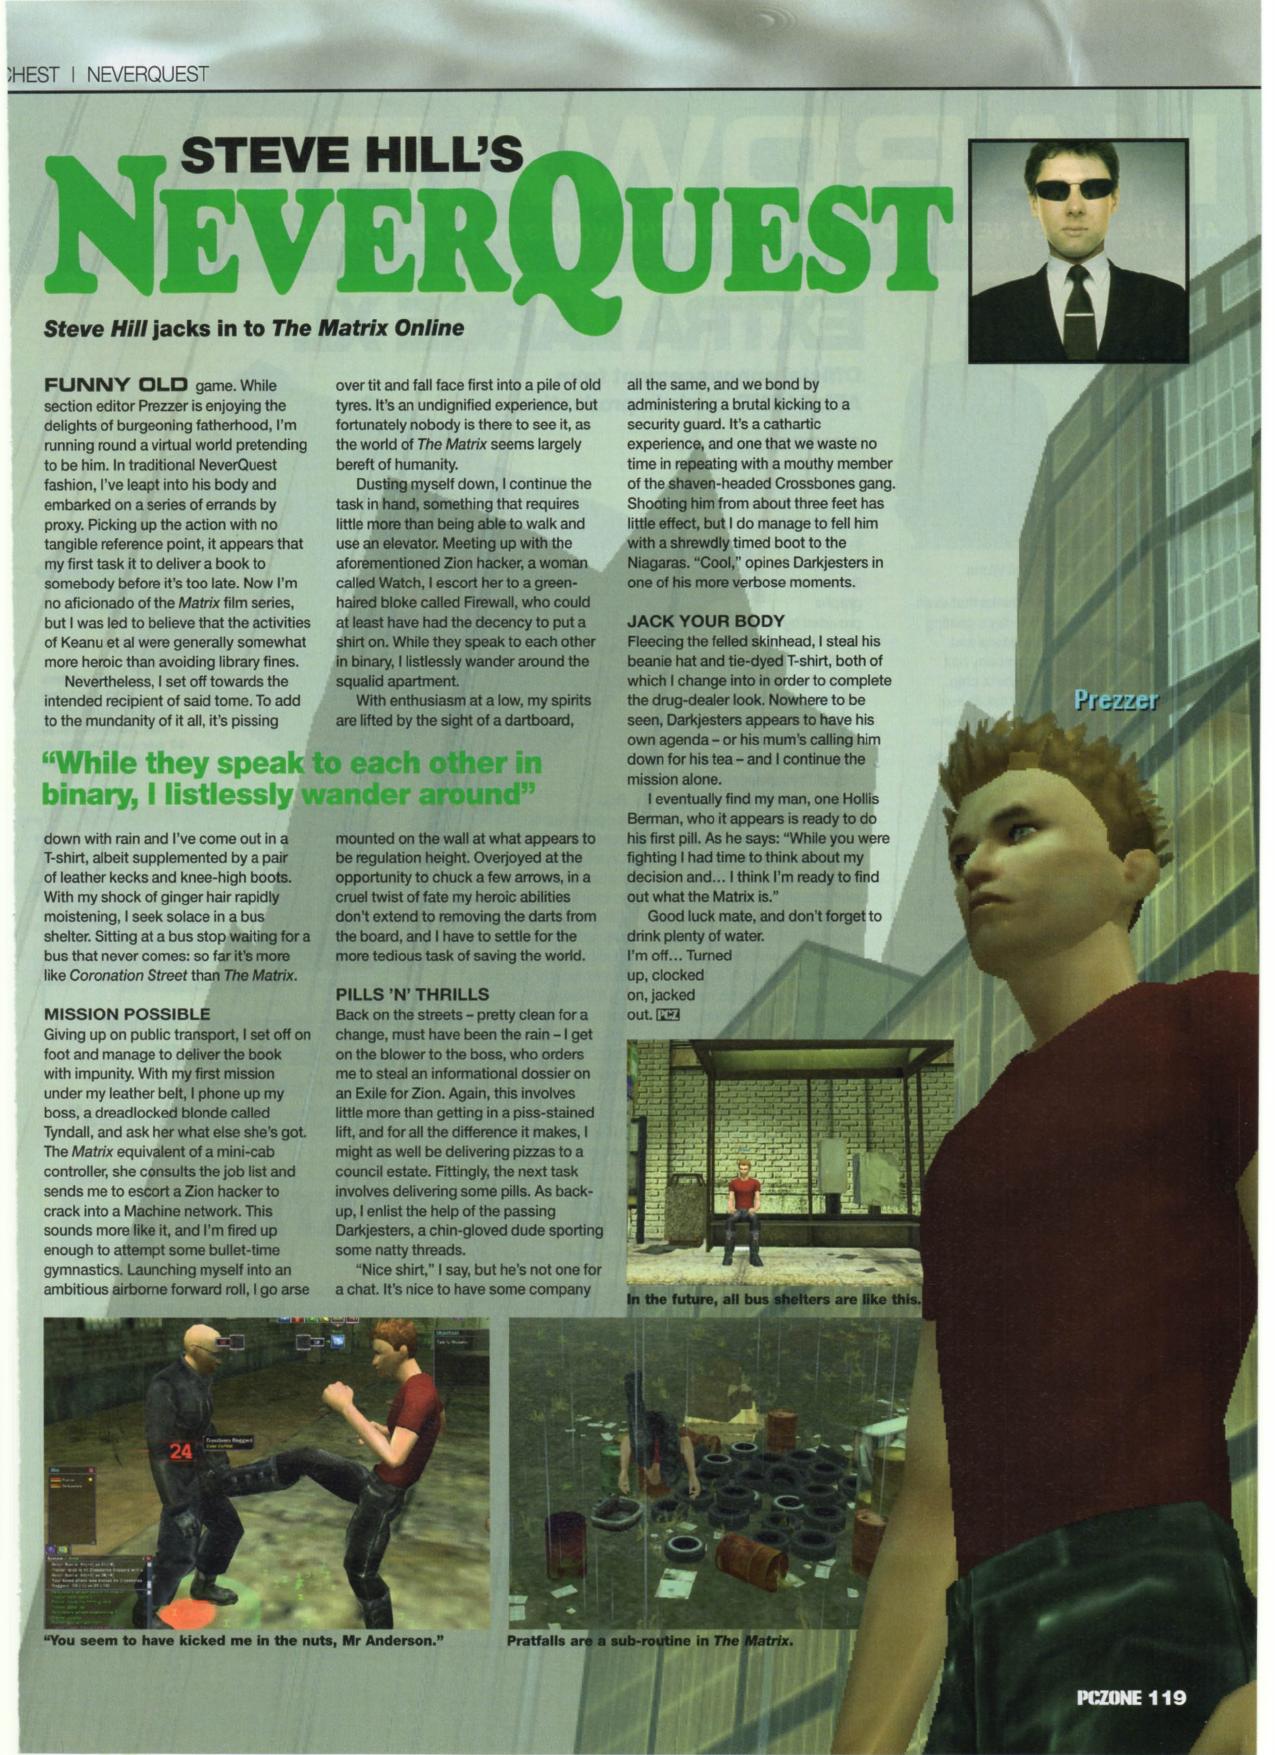 CHEST | NEVERQUEST
STEVE HILL'S
NEVERQUEST
Steve Hill jacks in to The Matrix Online
FUNNY OLD game. While
section editor Prezzer is enjoying the
delights of burgeoning fatherhood, I'm
running round a virtual world pretending
to be him. In traditional NeverQuest
fashion, I've leapt into his body and
embarked on a series of errands by
proxy. Picking up the action with no
tangible reference point, it appears that
my first task it to deliver a book to
somebody before it's too late. Now I'm
no aficionado of the Matrix film series,
but I was led to believe that the activities
of Keanu et al were generally somewhat
more heroic than avoiding library fines.
Nevertheless, I set off towards the
intended recipient of said tome. To add
to the mundanity of it all, it's pissing
down with rain and I've come out in a
T-shirt, albeit supplemented by a pair
of leather kecks and knee-high boots.
With my shock of ginger hair rapidly
moistening, I seek solace in a bus
shelter. Sitting at a bus stop waiting for a
bus that never comes: so far it's more
like Coronation Street than The Matrix.
MISSION POSSIBLE
Giving up on public transport, I set off on
foot and manage to deliver the book
with impunity. With my first mission
under my leather belt, I phone up my
boss, a dreadlocked blonde called
Tyndall, and ask her what else she's got.
The Matrix equivalent of a mini-cab
controller, she consults the job list and
sends me to escort a Zion hacker to
crack into a Machine network. This
sounds more like it, and I'm fired up
enough to attempt some bullet-time
gymnastics. Launching myself into an
ambitious airborne forward roll, I go arse
over tit and fall face first into a pile of old
tyres. It's an undignified experience, but
fortunately nobody is there to see it, as
the world of The Matrix seems largely
bereft of humanity.
Dusting myself down, I continue the
task in hand, something that requires
little more than being able to walk and
use an elevator. Meeting up with the
aforementioned Zion hacker, a woman
called Watch, I escort her to a green-
haired bloke called Firewall, who could
at least have had the decency to put a
shirt on. While they speak to each other
in binary, I listlessly wander around the
squalid apartment.
With enthusiasm at a low, my spirits
are lifted by the sight of a dartboard,
"While they speak to each other in
binary, I listlessly wander around"
mounted on the wall at what appears to
be regulation height. Overjoyed at the
opportunity to chuck a few arrows, in a
cruel twist of fate my heroic abilities
don't extend to removing the darts from
the board, and I have to settle for the
more tedious task of saving the world.
PILLS 'N' THRILLS
Back on the streets – pretty clean for a
change, must have been the rain – I get
on the blower to the boss, who orders
me to steal an informational dossier on
an Exile for Zion. Again, this involves
little more than getting in a piss-stained
lift, and for all the difference it makes, I
might as well be delivering pizzas to a
council estate. Fittingly, the next task
involves delivering some pills. As back-
up, I enlist the help of the passing
Darkjesters, a chin-gloved dude sporting
some natty threads.
"Nice shirt," I say, but he's not one for
a chat. It's nice to have some company
all the same, and we bond by
administering a brutal kicking to a
security guard. It's a cathartic
experience, and one that we waste no
time in repeating with a mouthy member
of the shaven-headed Crossbones gang.
Shooting him from about three feet has
little effect, but I do manage to fell him
with a shrewdly timed boot to the
Niagaras. "Cool," opines Darkjesters in
one of his more verbose moments.
JACK YOUR BODY
Fleecing the felled skinhead, I steal his
beanie hat and tie-dyed T-shirt, both of
which I change into in order to complete
the drug-dealer look. Nowhere to be
seen, Darkjesters appears to have his
own agenda – or his mum's calling him
down for his tea – and I continue the
mission alone.
I eventually find my man, one Hollis
Berman, who it appears is ready to do
his first pill. As he says: "While you were
fighting I had time to think about my
decision and... I think I'm ready to find
out what the Matrix is."
Good luck mate, and don't forget to
drink plenty of water.
I'm off... Turned
up, clocked
on, jacked
out. PCZ
Prezzer
In the future, all bus shelters are like this.
24
"You seem to have kicked me in the nuts, Mr Anderson."
Pratfalls are a sub-routine in The Matrix.
PCZONE 119